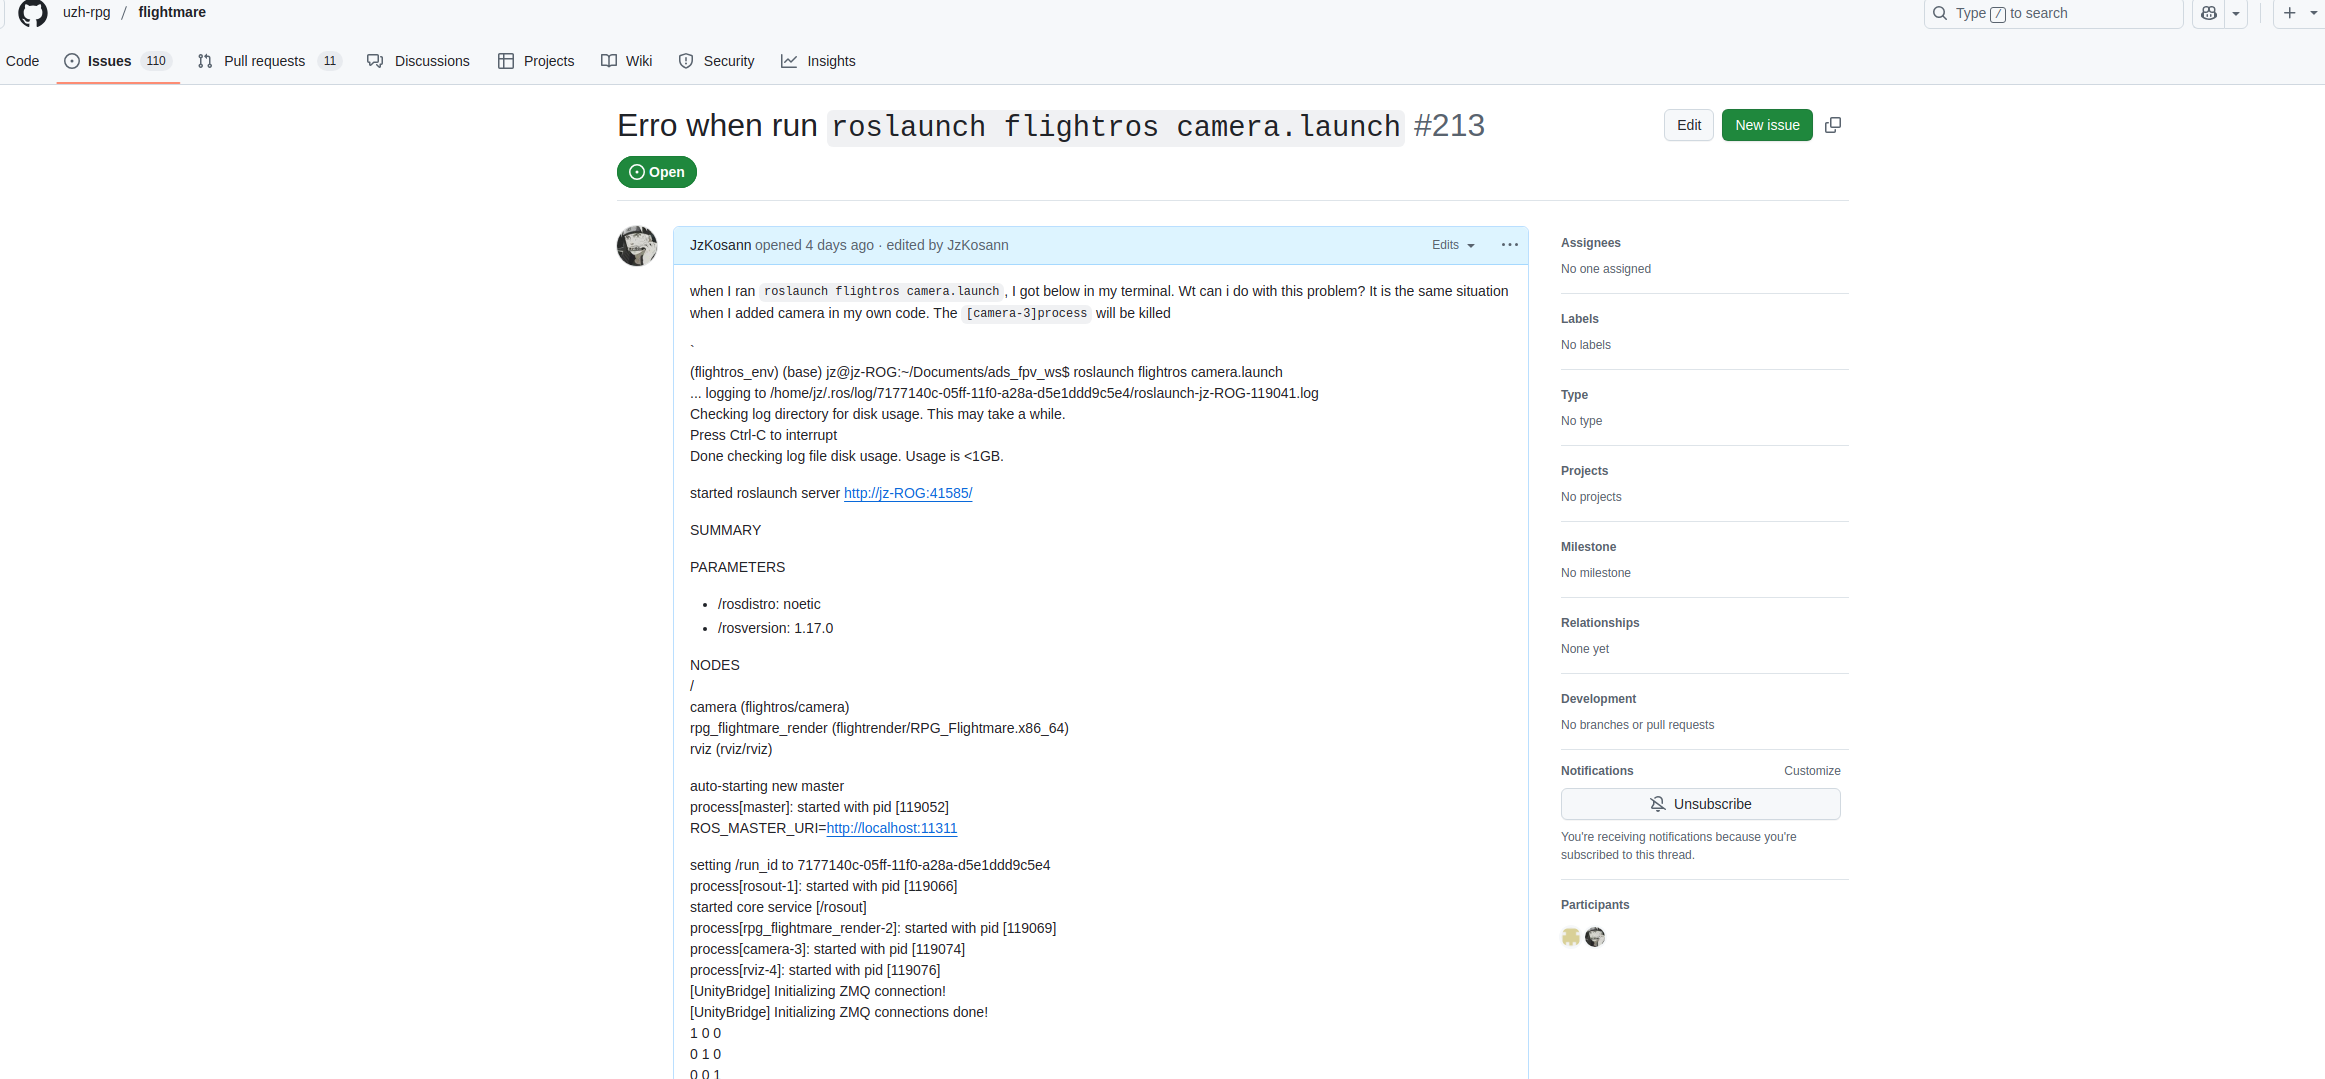 uzh-rpg / flightmare
Type / to search
Code
Issues 110
Pull requests 11
Discussions
Projects
Wiki
Security
Insights
Erro when run roslaunch flightros camera.launch #213
Edit
New issue
Open
JzKosann opened 4 days ago · edited by JzKosann
Edits
when I ran roslaunch flightros camera.launch, I got below in my terminal. Wt can i do with this problem? It is the same situation
when I added camera in my own code. The [camera-3]process will be killed
`
(flightros_env) (base) jz@jz-ROG:~/Documents/ads_fpv_ws$ roslaunch flightros camera.launch
... logging to /home/jz/.ros/log/7177140c-05ff-11f0-a28a-d5e1ddd9c5e4/roslaunch-jz-ROG-119041.log
Checking log directory for disk usage. This may take a while.
Press Ctrl-C to interrupt
Done checking log file disk usage. Usage is <1GB.
started roslaunch server http://jz-ROG:41585/
SUMMARY
PARAMETERS
• /rosdistro: noetic
• /rosversion: 1.17.0
NODES
/
camera (flightros/camera)
rpg_flightmare_render (flightrender/RPG_Flightmare.x86_64)
rviz (rviz/rviz)
auto-starting new master
process[master]: started with pid [119052]
ROS_MASTER_URI=http://localhost:11311
setting /run_id to 7177140c-05ff-11f0-a28a-d5e1ddd9c5e4
process[rosout-1]: started with pid [119066]
started core service [/rosout]
process[rpg_flightmare_render-2]: started with pid [119069]
process[camera-3]: started with pid [119074]
process[rviz-4]: started with pid [119076]
[UnityBridge] Initializing ZMQ connection!
[UnityBridge] Initializing ZMQ connections done!
1 0 0
0 1 0
0 0 1
Assignees
No one assigned
Labels
No labels
Type
No type
Projects
No projects
Milestone
No milestone
Relationships
None yet
Development
No branches or pull requests
Notifications
Customize
Unsubscribe
You're receiving notifications because you're
subscribed to this thread.
Participants